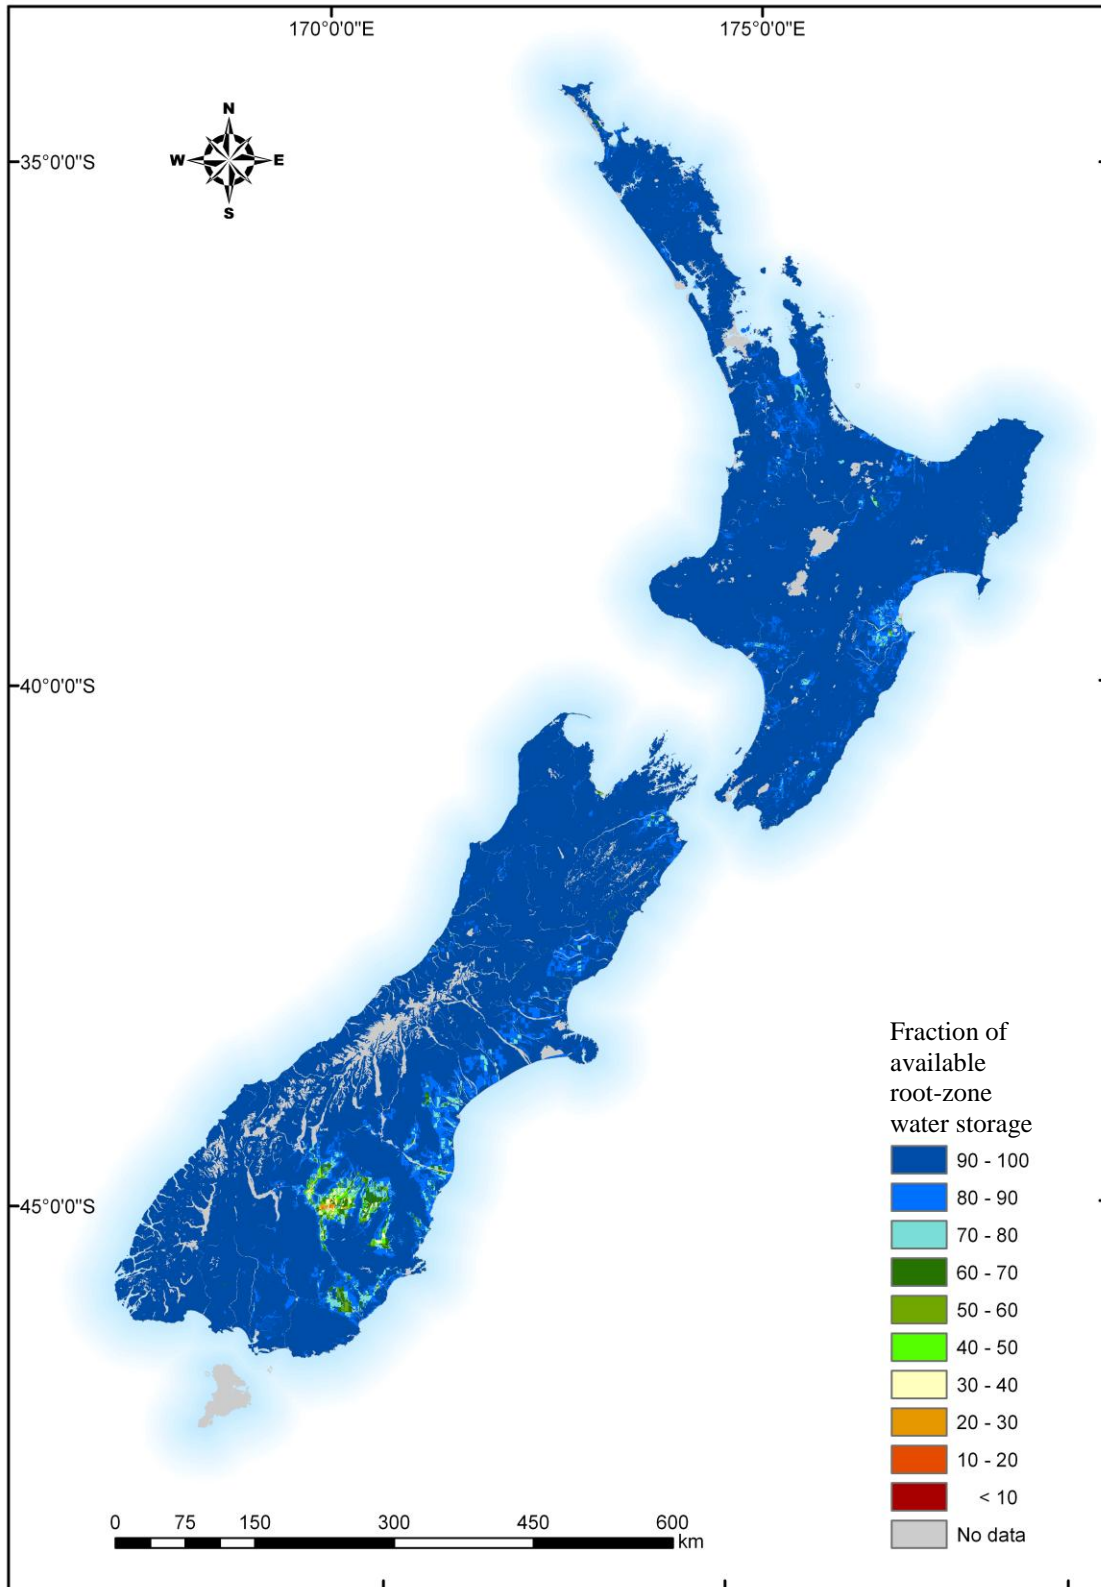 170°0'0"E
175°0'0"E
N
W
E
S
35°0'0"S
40°0'0"S
45°0'0"S
Fraction of
available
root-zone
water storage
90 - 100
80 - 90
70 - 80
60 - 70
50 - 60
40 - 50
30 - 40
20 - 30
10 - 20
< 10
No data
0 75 150 300 450 600
km